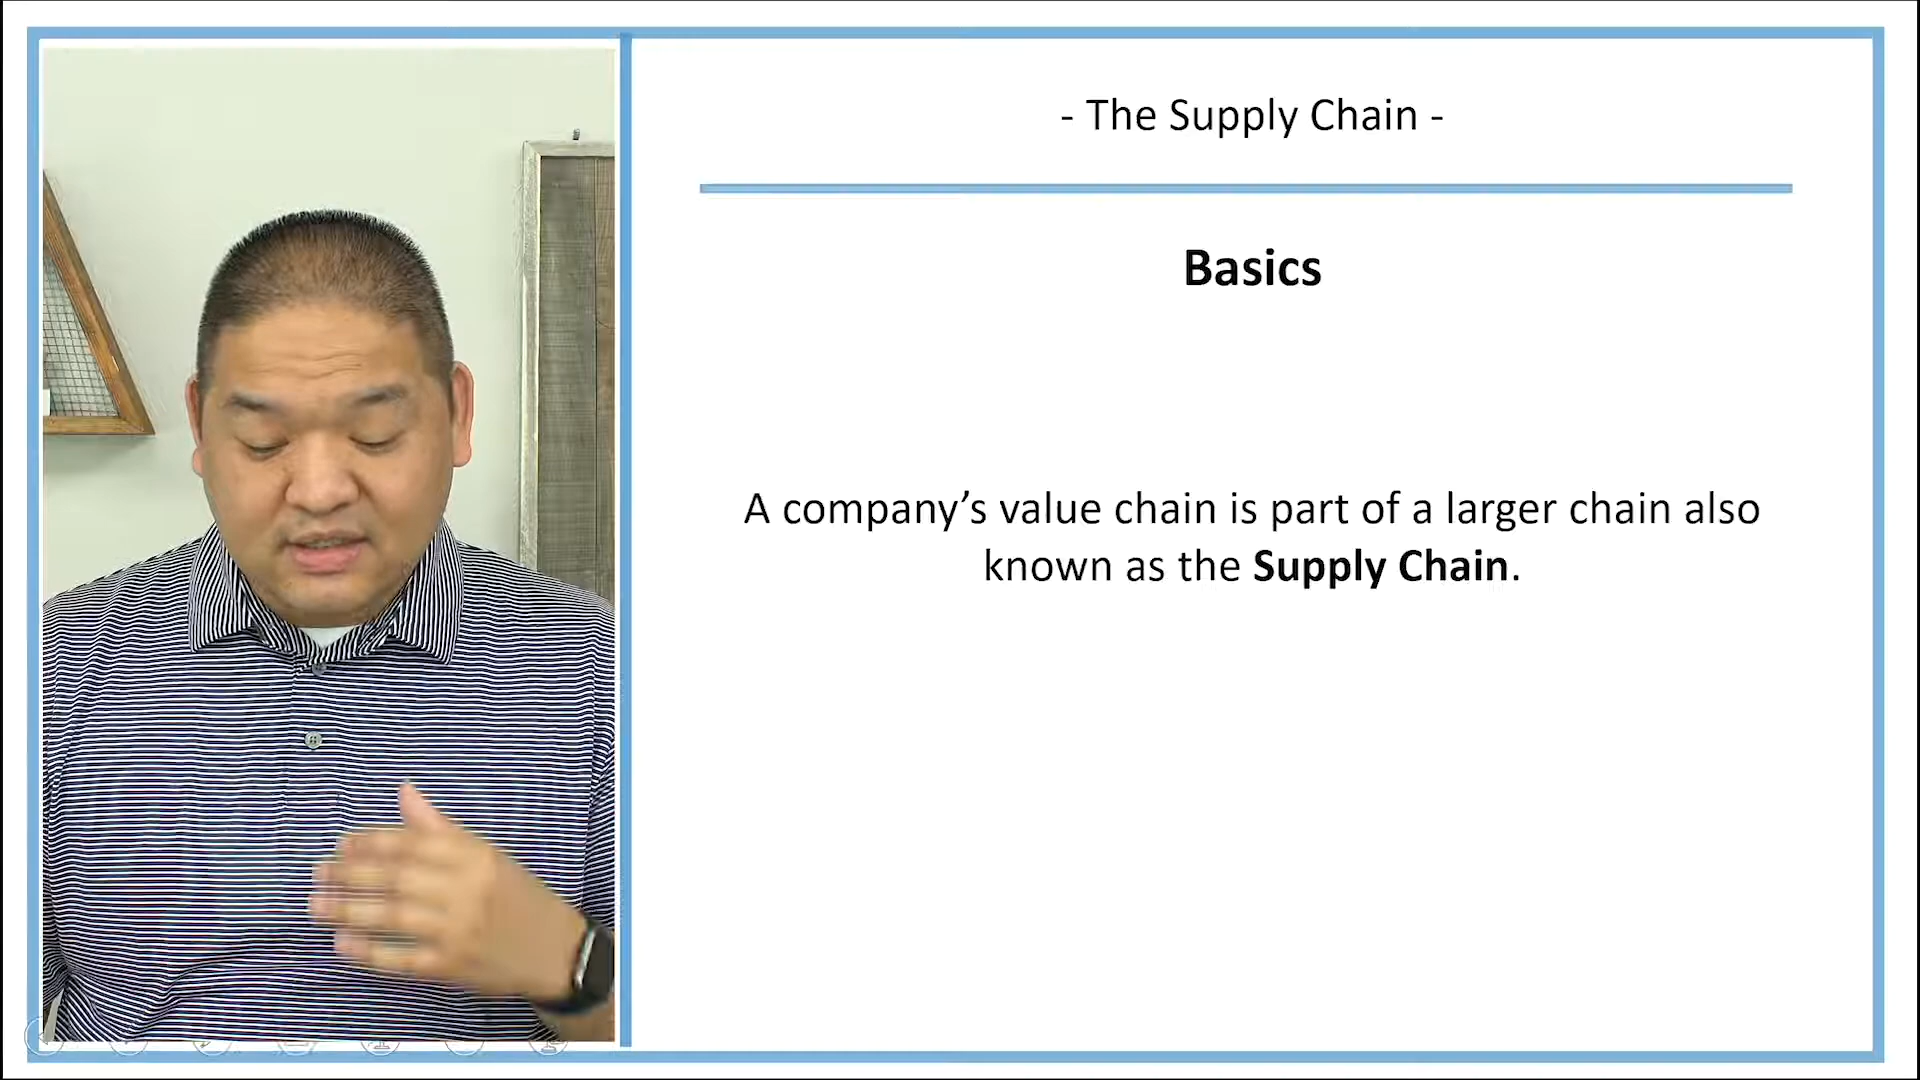 - The Supply Chain -
Basics
A company’s value chain is part of a larger chain also
known as the Supply Chain.